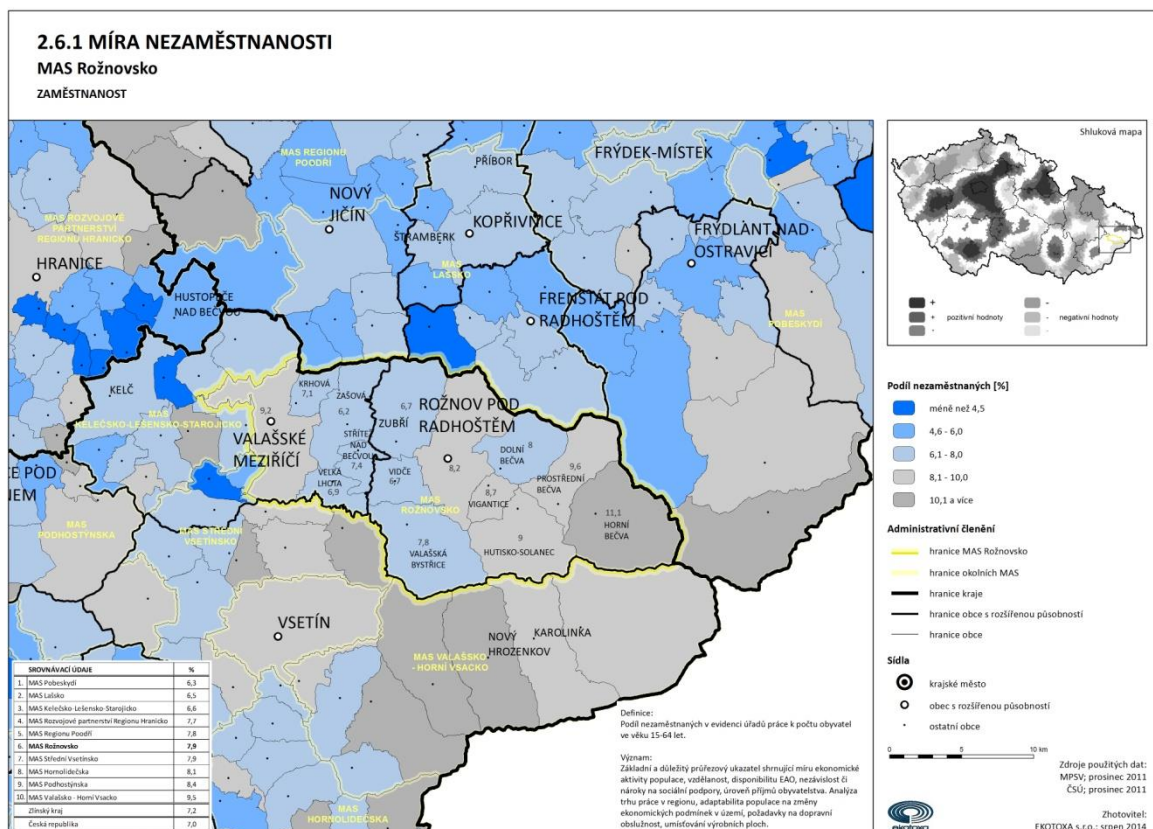 2.6.1 MÍRA NEZAMĚSTNANOSTI
MAS Rožnovsko
ZAMĚSTNANOST
MAS REGIONU
POODŘÍ
PŘÍBOR
FRÝDEK-MÍSTEK
NOVÝ
JIČÍN
KOPŘIVNICE
MAS ROZVOJOVÉ
PARTNERSTVÍ
REGIONU HRANICKO
HRANICE
ŠTRAMBERK
MAS
LAŠSKO
FRÝDLANT NAD
OSTRAVICÍ
HUSTOPEČE
NAD BEČVOU
FRENŠTÁT POD
RADHOŠTĚM
MAS
POBESKYDÍ
KELČ
MAS
KELEČSKO-LEŠENSKO-STAROJICKO
9,2
VALAŠSKÉ
MEZIŘÍČÍ
KRHOVÁ
7,1
ZAŠOVÁ
6,2
STŘÍTEŽ
NAD
BEČVOU
7,4
VELKÁ
LHOTA
6,9
6,7
ZUBŘÍ
ROŽNOV POD
RADHOŠTĚM
8,2
VIDČE
6,7
8
DOLNÍ
BEČVA
9,6
PROSTŘEDNÍ
BEČVA
8,7
VIGANTICE
MAS
ROŽNOVSKO
11,1
HORNÍ
BEČVA
9
HUTISKO-SOLANEC
7,8
VALAŠSKÁ
BYSTŘICE
CE POD
NEM
MAS
PODHOSTÝNSKA
MAS STŘEDNÍ
VSETÍNSKO
VSETÍN
NOVÝ
HROZENKOV
KAROLINKA
MAS VALAŠSKO
- HORNÍ VSACKO
MAS
HORNOLIDEČSKA
SROVNÁVACÍ ÚDAJE %
1. MAS Pobeskydí 6,3
2. MAS Lašsko 6,5
3. MAS Kelečsko-Lešensko-Starojicko 6,6
4. MAS Rozvojové partnerství Regionu Hranicko 7,7
5. MAS Regionu Poodří 7,8
6. MAS Rožnovsko 7,9
7. MAS Střední Vsetínsko 7,9
8. MAS Hornolidečska 8,1
9. MAS Podhostýnska 8,4
10. MAS Valašsko - Horní Vsacko 9,5
Zlínský kraj 7,2
Česká republika 7,0
Definice:
Podíl nezaměstnaných v evidenci úřadů práce k počtu obyvatel
ve věku 15-64 let.
Význam:
Základní a důležitý průřezový ukazatel shrnující míru ekonomické
aktivity populace, vzdělanost, disponibilitu EAO, nezávislost či
nároky na sociální podpory, úroveň příjmů obyvatelstva. Analýza
trhu práce v regionu, adaptabilita populace na změny
ekonomických podmínek v území, požadavky na dopravní
obslužnost, umísťování výrobních ploch.
Shluková mapa
+ -
+ pozitivní hodnoty - negativní hodnoty
- -
Podíl nezaměstnaných [%]
méně než 4,5
4,6 - 6,0
6,1 - 8,0
8,1 - 10,0
10,1 a více
Administrativní členění
hranice MAS Rožnovsko
hranice okolních MAS
hranice kraje
hranice obce s rozšířenou působností
hranice obce
Sídla
krajské město
obec s rozšířenou působností
ostatní obce
0 5 10 km
Zdroje použitých dat:
MPSV; prosinec 2011
ČSÚ; prosinec 2011
Zhotovitel:
EKOTOXA s.r.o.; srpen 2014
ekotoxa